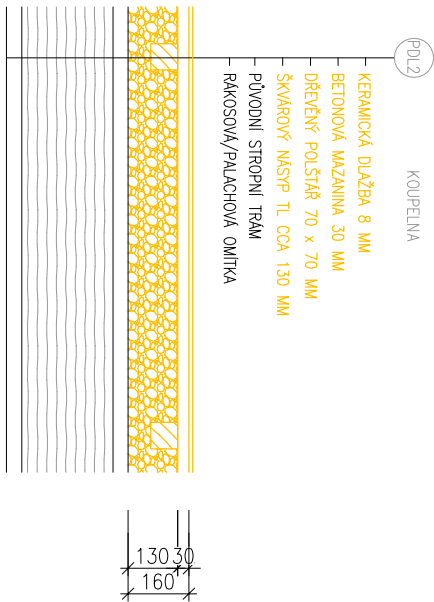 PDL2 KOUPELNA
KERAMICKÁ DLAŽBA 8 MM
BETONOVÁ MAZANINA 30 MM
DŘEVĚNÝ POLŠTÁŘ 70 x 70 MM
ŠKVÁROVÝ NÁSYP TL CCA 130 MM
PŮVODNÍ STROPNÍ TRÁM
RÁKOSOVÁ/PALACHOVÁ OMÍTKA
130 30
160